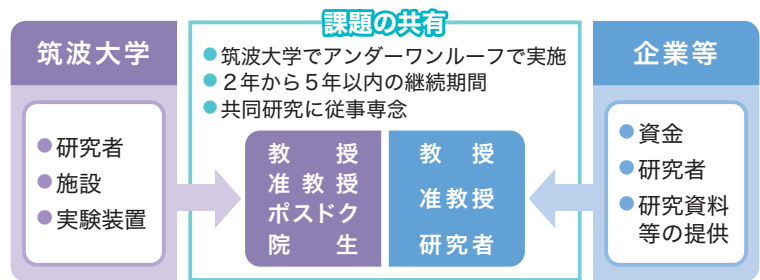 課題の共有
筑波大学
●研究者
●施設
●実験装置
●筑波大学でアンダーワンルーフで実施
●２年から５年以内の継続期間
●共同研究に従事専念
教授
准教授
ポスドク
院生
教授
准教授
研究者
企業等
●資金
●研究者
●研究資料
等の提供